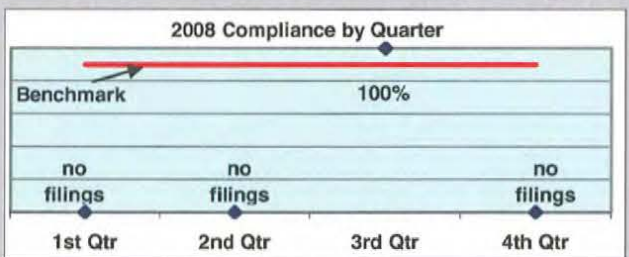 2008 Compliance by Quarter
Benchmark
100%
no filings
no filings
no filings
1st Qtr
2nd Qtr
3rd Qtr
4th Qtr